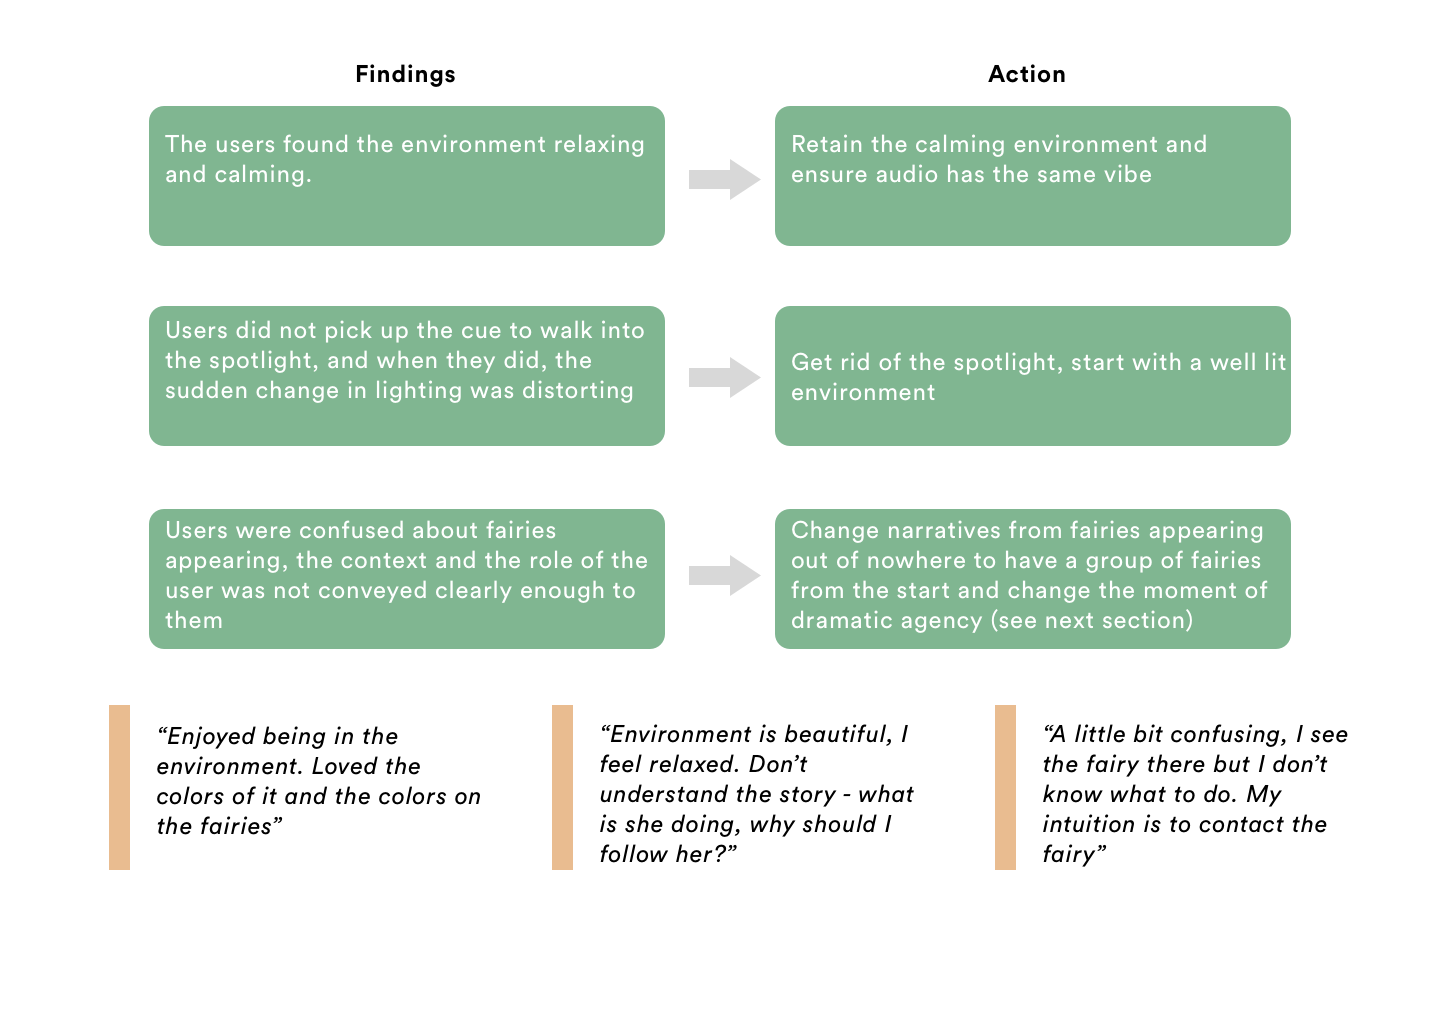 Findings
Action
The users found the environment relaxing
and calming.
Retain the calming environment and
ensure audio has the same vibe
Users did not pick up the cue to walk into
the spotlight, and when they did, the
sudden change in lighting was distorting
Get rid of the spotlight, start with a well lit
environment
Users were confused about fairies
appearing, the context and the role of the
user was not conveyed clearly enough to
them
Change narratives from fairies appearing
out of nowhere to have a group of fairies
from the start and change the moment of
dramatic agency (see next section)
“Enjoyed being in the
environment. Loved the
colors of it and the colors on
the fairies”
“Environment is beautiful, I
feel relaxed. Don’t
understand the story - what
is she doing, why should I
follow her?”
“A little bit confusing, I see
the fairy there but I don’t
know what to do. My
intuition is to contact the
fairy”